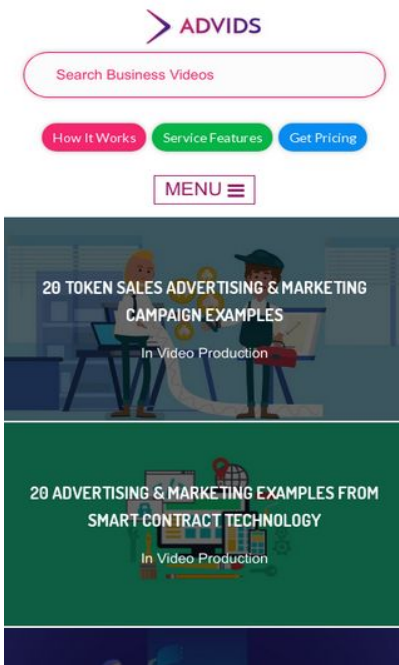 ADVIDS
Search Business Videos
How It Works
Service Features
Get Pricing
MENU
20 TOKEN SALES ADVERTISING & MARKETING
CAMPAIGN EXAMPLES
In Video Production
20 ADVERTISING & MARKETING EXAMPLES FROM
SMART CONTRACT TECHNOLOGY
In Video Production